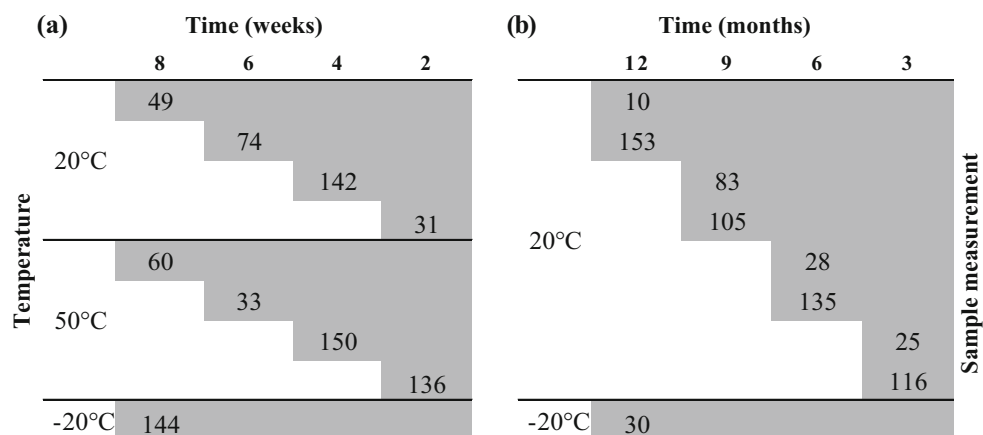 (a) Time (weeks)
8 6 4 2
Temperature
20°C
49
74
142
31
50°C
60
33
150
136
-20°C 144
(b) Time (months)
12 9 6 3
20°C
10
153
83
105
28
135
25
116
-20°C 30
Sample measurement